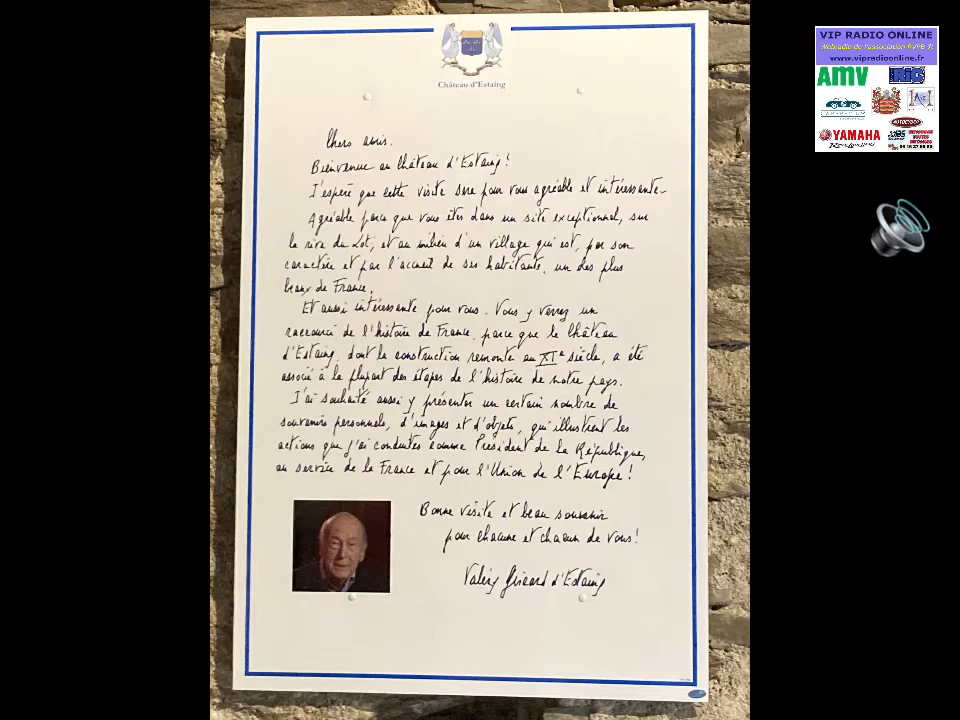 Château d'Estaing
Chers amis.
Bienvenue au Château d'Estaing!
J'espère que cette visite sera pour vous agréable et intéressante.
Agréable parce que vous êtes dans un site exceptionnel, sur
la rive du Lot, et au milieu d'un village qui est, par son
caractère et par l'accueil de ses habitants, un des plus
beaux de France.
Et aussi intéressante pour vous. Vous y verrez un
raccourci de l'histoire de France, parce que le Château
d'Estaing, dont la construction remonte au XIe siècle, a été
associé à la plupart des étapes de l'histoire de notre pays.
J'ai souhaité aussi y présenter un certain nombre de
souvenirs personnels, d'images et d'objets, qui illustrent les
actions que j'ai conduites comme Président de la République,
au service de la France et pour l'Union de l'Europe!
Bonne visite et beau souvenir
pour chacune et chacun de vous!
Valéry Giscard d'Estaing
VIP RADIO ONLINE
Webradio de l'association RVPB 7.
www.vipradioonline.fr
AMV
RIC
AUTOCYBER
YAMAHA